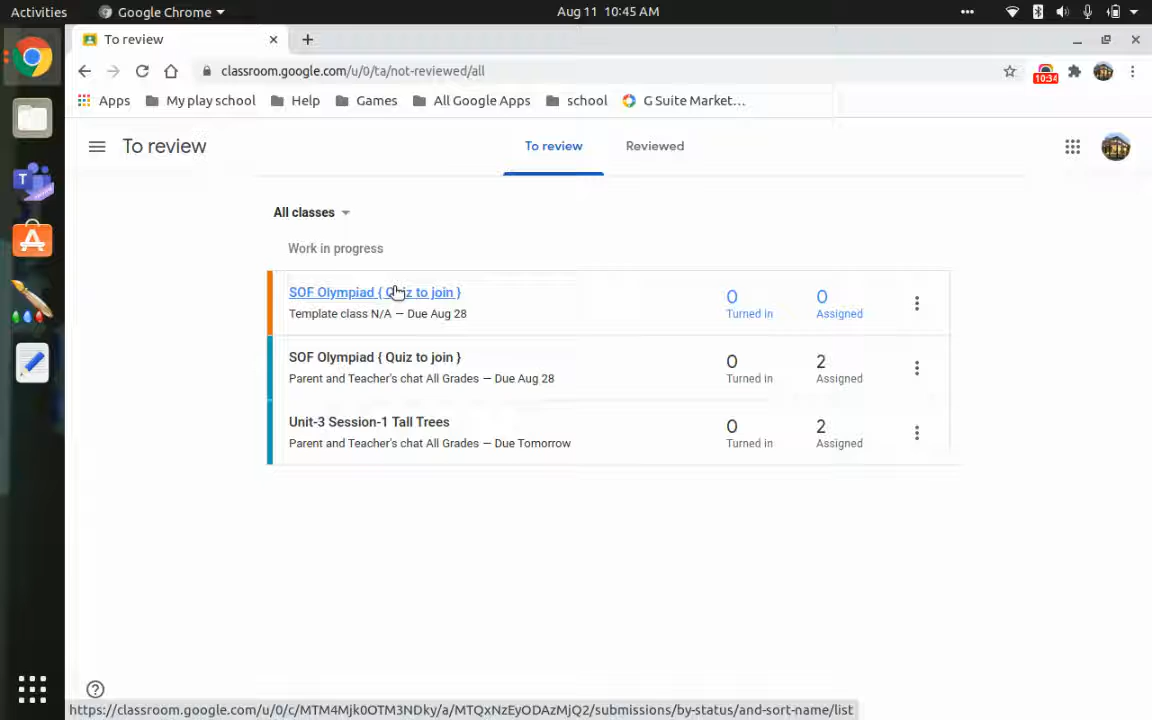 Activities Google Chrome Aug 11 10:45 AM
To review
classroom.google.com/u/0/ta/not-reviewed/all 10:34
Apps My play school Help Games All Google Apps school G Suite Market...
To review To review Reviewed
All classes
Work in progress
SOF Olympiad { Quiz to join } 0 0
Template class N/A — Due Aug 28 Turned in Assigned
SOF Olympiad { Quiz to join } 0 2
Parent and Teacher's chat All Grades — Due Aug 28 Turned in Assigned
Unit-3 Session-1 Tall Trees 0 2
Parent and Teacher's chat All Grades — Due Tomorrow Turned in Assigned
https://classroom.google.com/u/0/c/MTM4Mjk0OTM3NDky/a/MTQxNzEyODAzMjQ2/submissions/by-status/and-sort-name/list